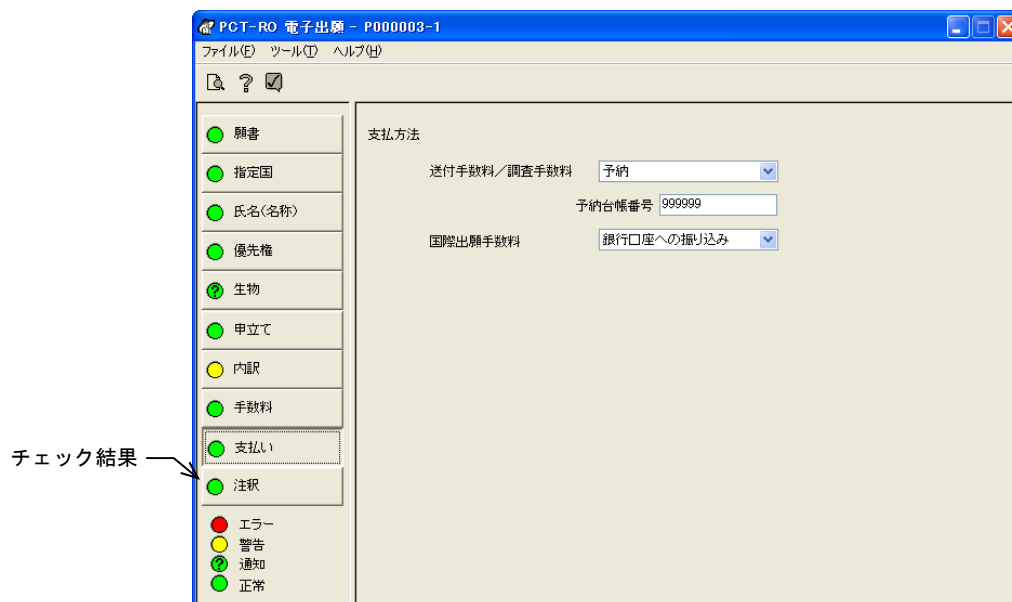 PCT-RO 電子出願 - P000003-1
ファイル(F) ツール(T) ヘルプ(H)
願書
指定国
氏名(名称)
優先権
生物
申立て
内訳
手数料
支払い
注釈
エラー
警告
通知
正常
チェック結果
支払方法
送付手数料/調査手数料 予納
予納台帳番号 999999
国際出願手数料 銀行口座への振り込み